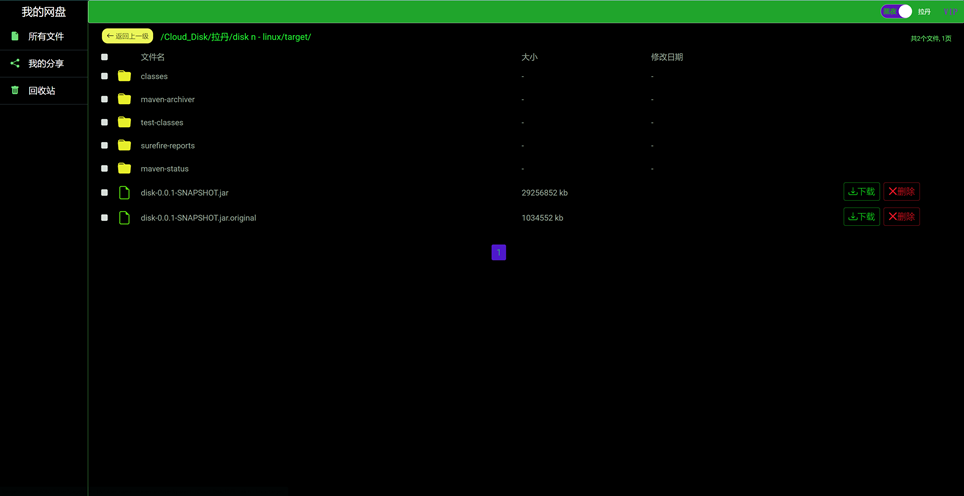 我的网盘
所有文件
我的分享
回收站
黑夜 拉丹 VIP
返回上一级 /Cloud_Disk/拉丹/disk n - linux/target/ 共2个文件, 1页
文件名 大小 修改日期
classes - -
maven-archiver - -
test-classes - -
surefire-reports - -
maven-status - -
disk-0.0.1-SNAPSHOT.jar 29256852 kb 下载 删除
disk-0.0.1-SNAPSHOT.jar.original 1034552 kb 下载 删除
1